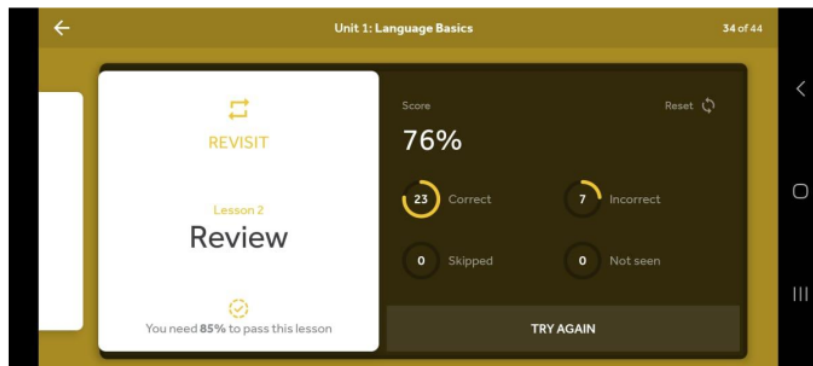 Unit 1: Language Basics
34 of 44
REVISIT
Lesson 2
Review
You need 85% to pass this lesson
Score
Reset
76%
23 Correct
7 Incorrect
0 Skipped
0 Not seen
TRY AGAIN